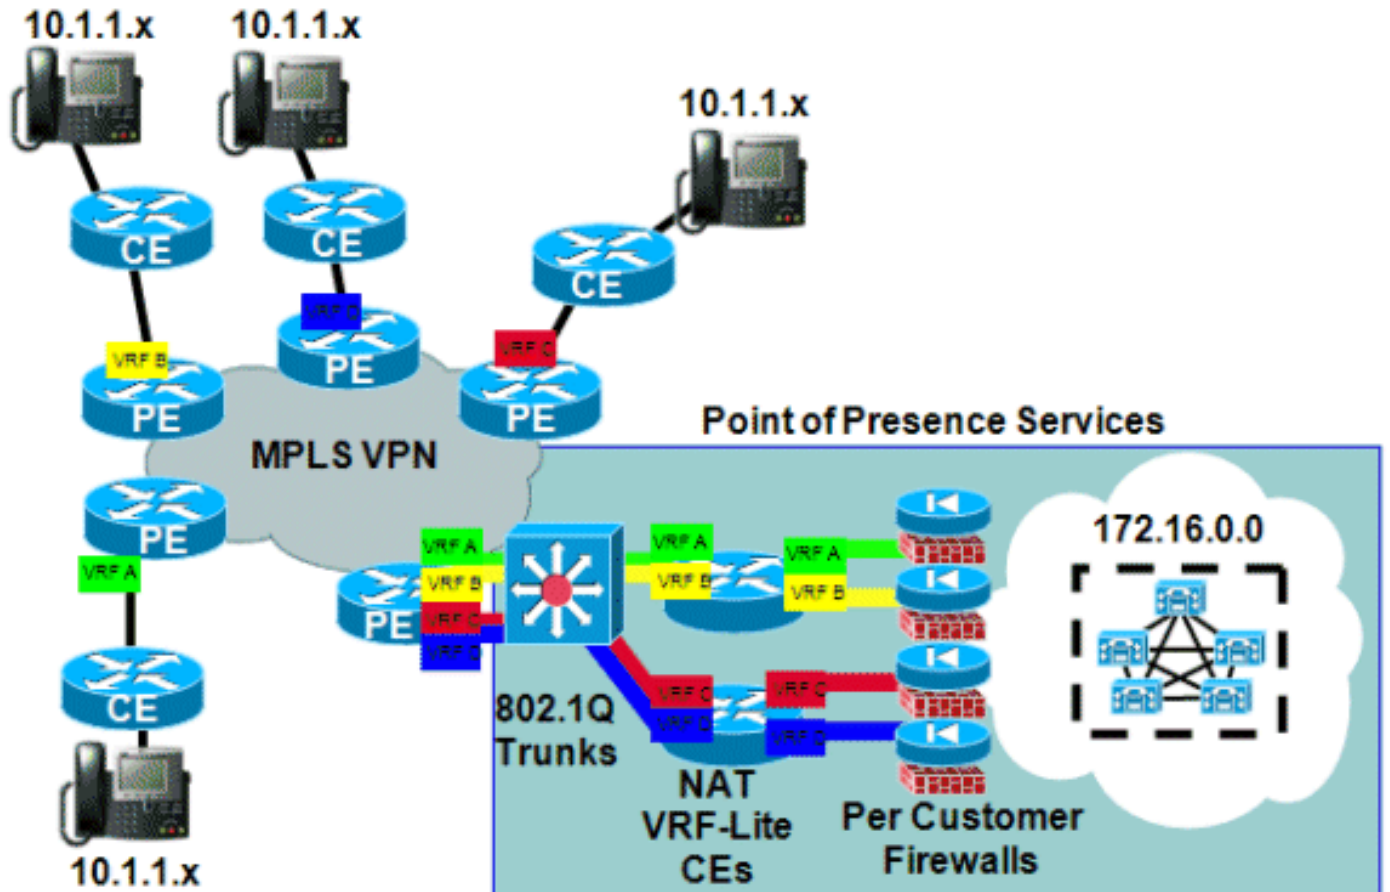 10.1.1.x
10.1.1.x
10.1.1.x
CE
CE
CE
VRF D
VRF C
VRF B
PE
PE
PE
Point of Presence Services
MPLS VPN
PE
172.16.0.0
VRF A
VRF A
VRF A
VRF A
VRF B
VRF B
VRF B
PE
VRF C
VRF D
VRF C
VRF C
VRF D
VRF D
CE
802.1Q
Trunks
NAT
VRF-Lite
CEs
Per Customer
Firewalls
10.1.1.x